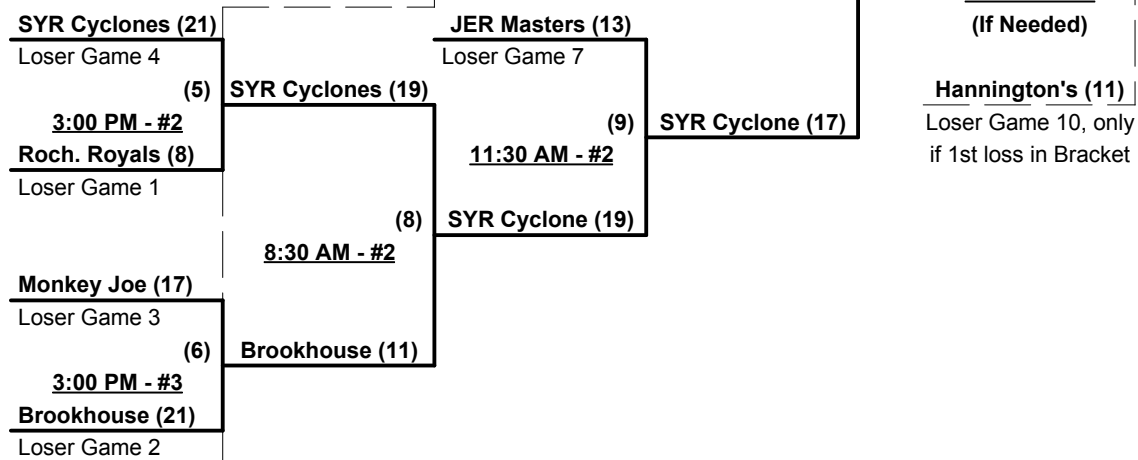 SYR Cyclones (21)
Loser Game 4
(5)
3:00 PM - #2
Roch. Royals (8)
Loser Game 1
SYR Cyclones (19)
(8)
8:30 AM - #2
Monkey Joe (17)
Loser Game 3
(6)
3:00 PM - #3
Brookhouse (21)
Loser Game 2
Brookhouse (11)
JER Masters (13)
Loser Game 7
(9)
11:30 AM - #2
SYR Cyclone (19)
SYR Cyclone (17)
(If Needed)
Hannington's (11)
Loser Game 10, only
if 1st loss in Bracket